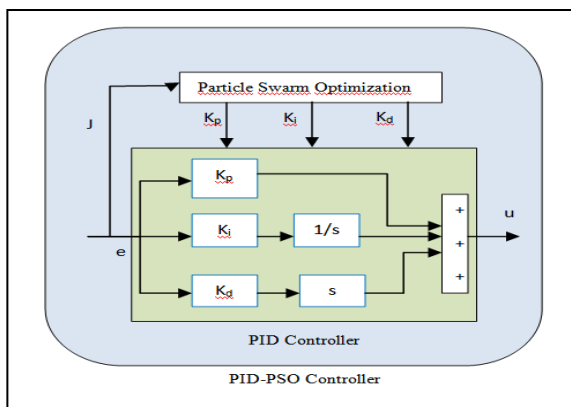 Particle Swarm Optimization
Kp Ki Kd
J
Kp
+
u
e
Ki 1/s
+
Kd s
+
PID Controller
PID-PSO Controller